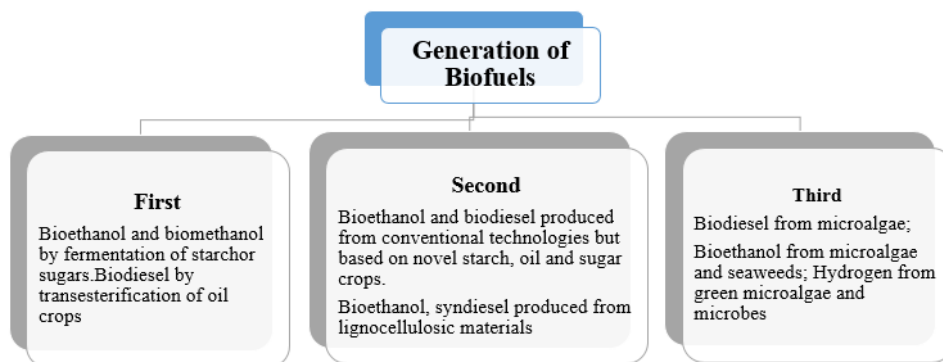 Generation of
Biofuels
First
Bioethanol and biomethanol
by fermentation of starchor
sugars.Biodiesel by
transesterification of oil
crops
Second
Bioethanol and biodiesel produced
from conventional technologies but
based on novel starch, oil and sugar
crops.
Bioethanol, syndiesel produced from
lignocellulosic materials
Third
Biodiesel from microalgae;
Bioethanol from microalgae
and seaweeds; Hydrogen from
green microalgae and
microbes